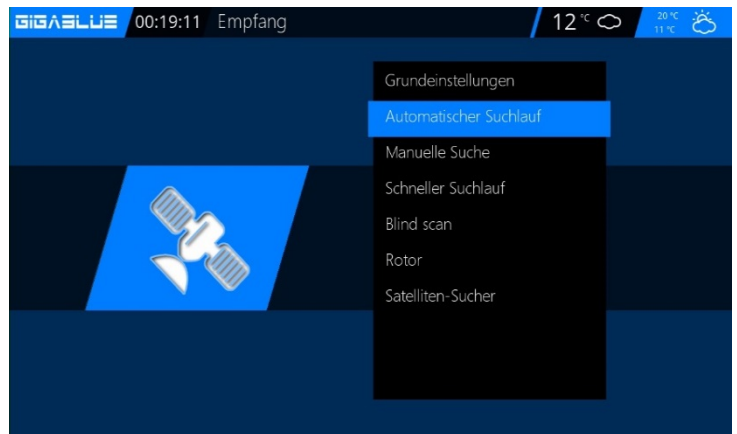 GIGABLUE 00:19:11 Empfang 12 °C 20 °C
11 °C
Grundeinstellungen
Automatischer Suchlauf
Manuelle Suche
Schneller Suchlauf
Blind scan
Rotor
Satelliten-Sucher